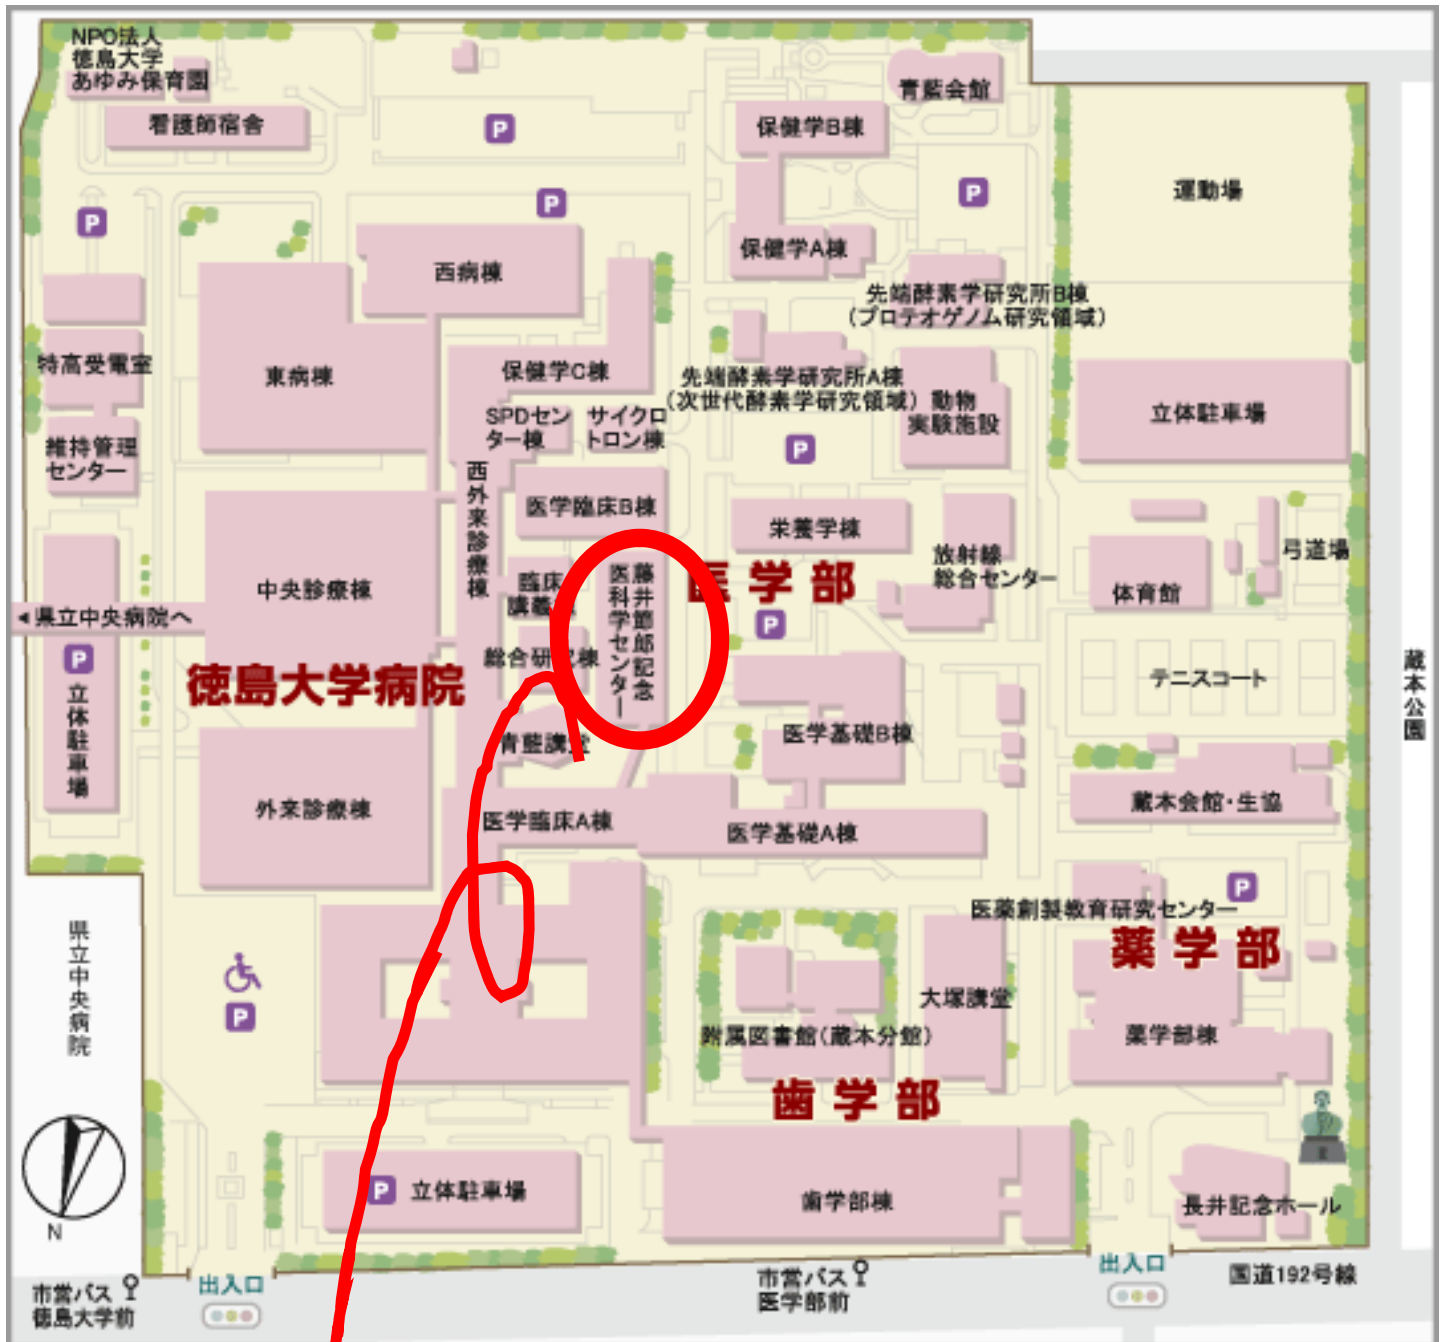 NPO法人
徳島大学
あゆみ保育園
看護師宿舎
P
P
P
青藍会館
保健学B棟
P
運動場
西病棟
保健学A棟
先端酵素学研究所B棟
(プロテオゲノム研究領域)
特高受電室
東病棟
保健学C棟
先端酵素学研究所A棟
(次世代酵素学研究領域)
動物
実験施設
立体駐車場
SPDセン
ター棟
サイクロ
トロン棟
P
維持管理
センター
西外来診療棟
医学臨床B棟
栄養学棟
放射線
総合センター
弓道場
体育館
中央診療棟
臨床
講義
藤井節郎記念
医科学センター
医学部
P
◂県立中央病院へ
P
立体駐車場
徳島大学病院
総合研究棟
テニスコート
蔵本公園
青藍講堂
医学基礎B棟
外来診療棟
医学臨床A棟
医学基礎A棟
蔵本会館・生協
P
医薬創製教育研究センター
薬学部
県立中央病院
P
大塚講堂
附属図書館(蔵本分館)
薬学部棟
歯学部
N
P
立体駐車場
歯学部棟
長井記念ホール
市営バス
徳島大学前
出入口
市営バス
医学部前
出入口
国道192号線